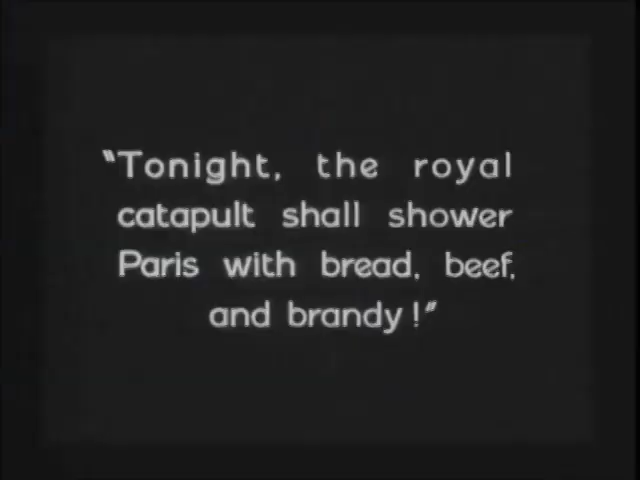 "Tonight, the royal
catapult shall shower
Paris with bread, beef,
and brandy!"